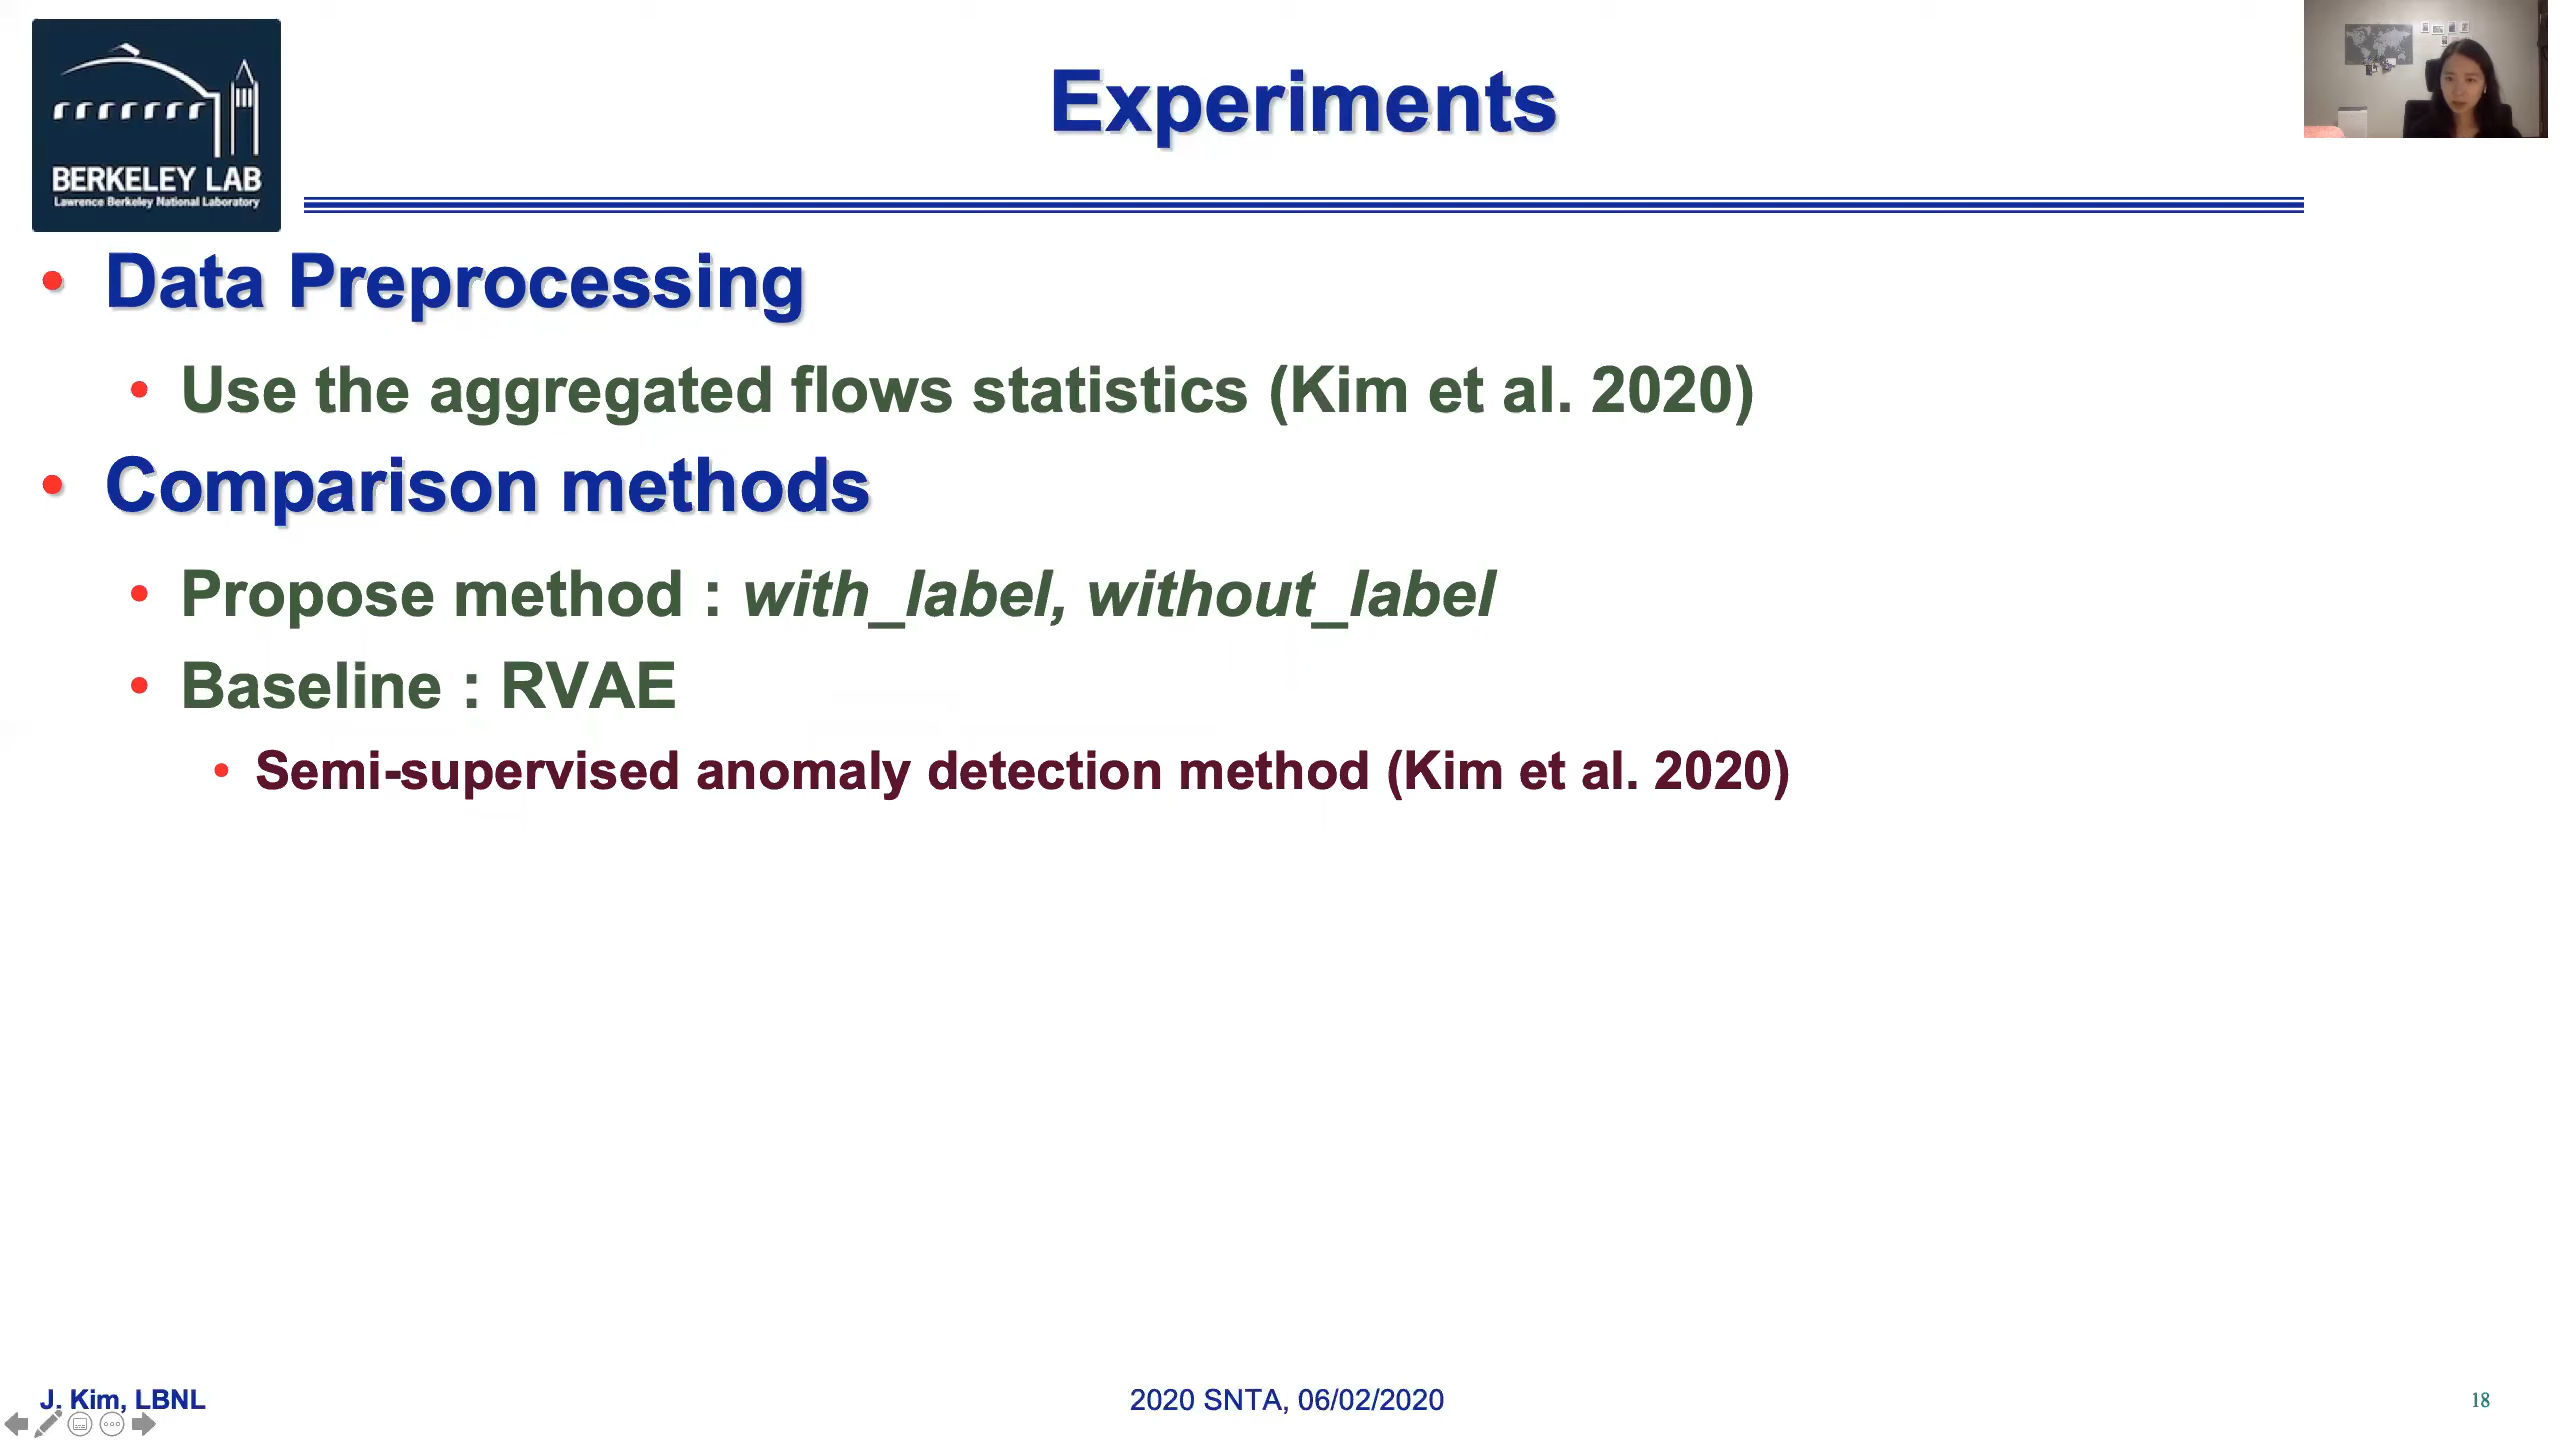 BERKELEY LAB
Lawrence Berkeley National Laboratory
Experiments
• Data Preprocessing
• Use the aggregated flows statistics (Kim et al. 2020)
• Comparison methods
• Propose method : with_label, without_label
• Baseline : RVAE
• Semi-supervised anomaly detection method (Kim et al. 2020)
J. Kim, LBNL
2020 SNTA, 06/02/2020
18